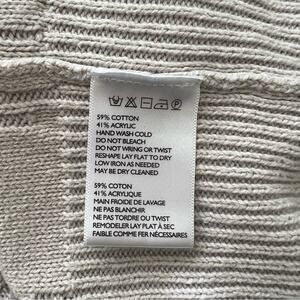 59% COTTON
41% ACRYLIC
HAND WASH COLD
DO NOT BLEACH
DO NOT WRING OR TWIST
RESHAPE LAY FLAT TO DRY
LOW IRON AS NEEDED
MAY BE DRY CLEANED
59% COTON
41% ACRYLIQUE
MAIN FROIDE DE LAVAGE
NE PAS BLANCHIR
NE PAS TORDRE OU TWIST
REMODELER LAY PLAT À SEC
FAIBLE COMME FER NÉCESSAIRES